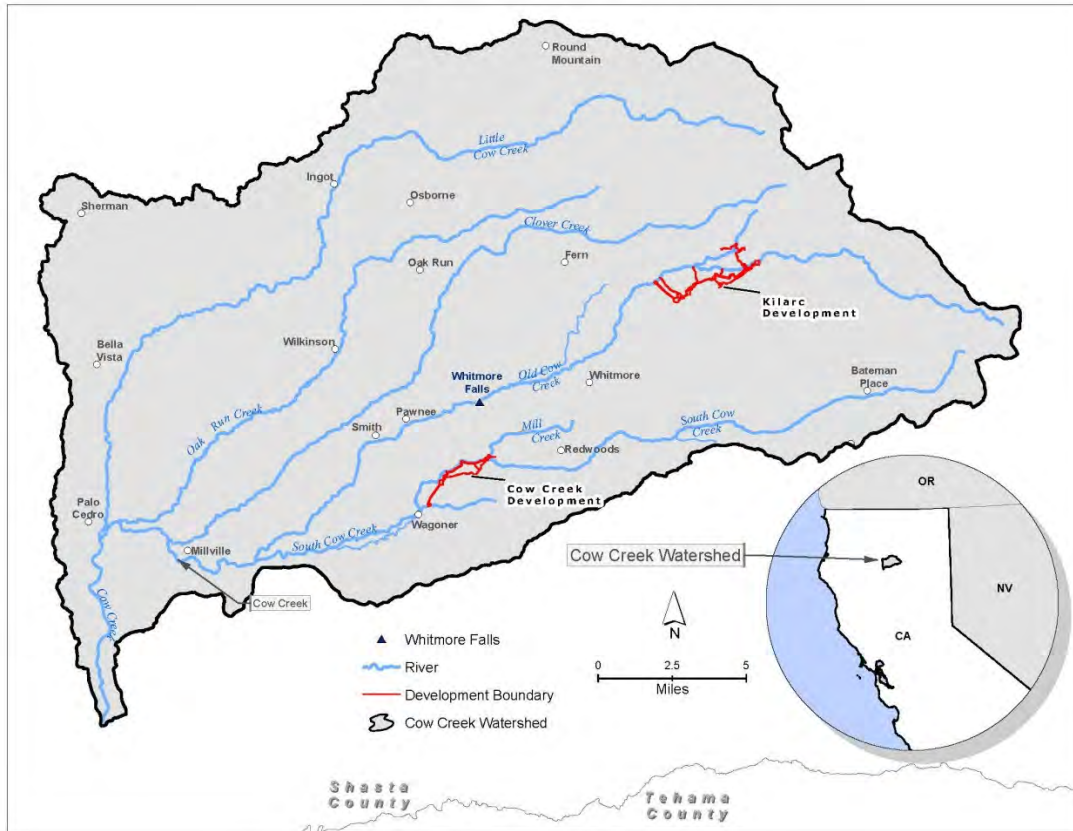 Round
Mountain
Little
Cow Creek
Ingot
Osborne
Sherman
Clover Creek
Oak Run
Fern
Kilarc
Development
Bella
Vista
Wilkinson
Whitmore
Falls
Old Cow
Creek
Whitmore
Bateman
Place
Oak Run Creek
Pawnee
Smith
Mill
Creek
South Cow
Creek
Redwoods
Cow Creek
Development
Palo
Cedro
Wagoner
South Cow Creek
Millville
Cow Creek
Cow Creek
OR
Cow Creek Watershed
NV
CA
N
Whitmore Falls
River
Development Boundary
Cow Creek Watershed
0 2.5 5
Miles
Shasta
County
Tehama
County